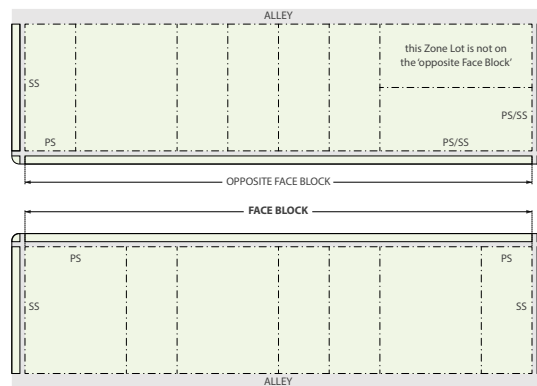 ALLEY
this Zone Lot is not on
the 'opposite Face Block'
SS
PS/SS
PS
PS/SS
OPPOSITE FACE BLOCK
FACE BLOCK
PS
PS
SS
SS
ALLEY